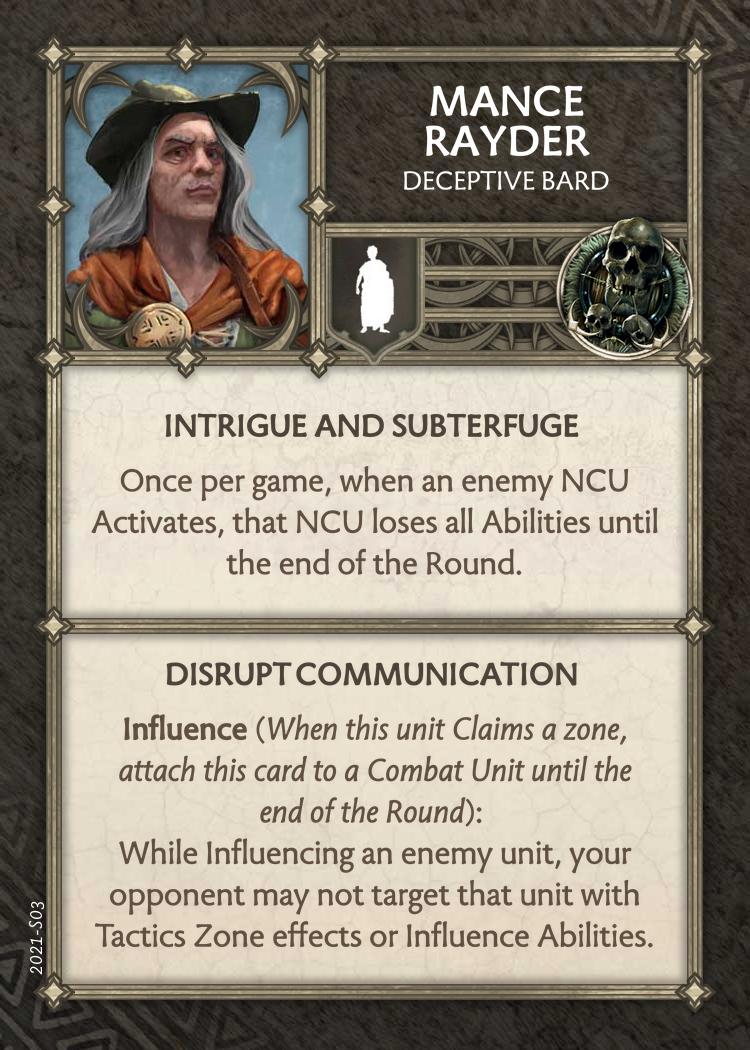 MANCE
RAYDER
DECEPTIVE BARD
INTRIGUE AND SUBTERFUGE
Once per game, when an enemy NCU
Activates, that NCU loses all Abilities until
the end of the Round.
DISRUPT COMMUNICATION
Influence (When this unit Claims a zone,
attach this card to a Combat Unit until the
end of the Round):
While Influencing an enemy unit, your
opponent may not target that unit with
Tactics Zone effects or Influence Abilities.
2021-S03